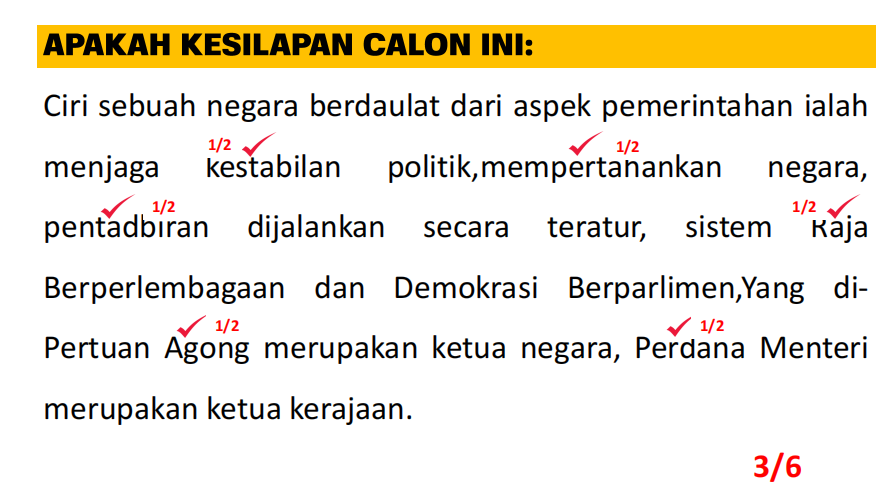 APAKAH KESILAPAN CALON INI:
Ciri sebuah negara berdaulat dari aspek pemerintahan ialah
1/2 1/2
menjaga kestabilan politik,mempertahankan negara,
1/2 1/2
pentadbiran dijalankan secara teratur, sistem Raja
Berperlembagaan dan Demokrasi Berparlimen,Yang di-
1/2 1/2
Pertuan Agong merupakan ketua negara, Perdana Menteri
merupakan ketua kerajaan.
3/6